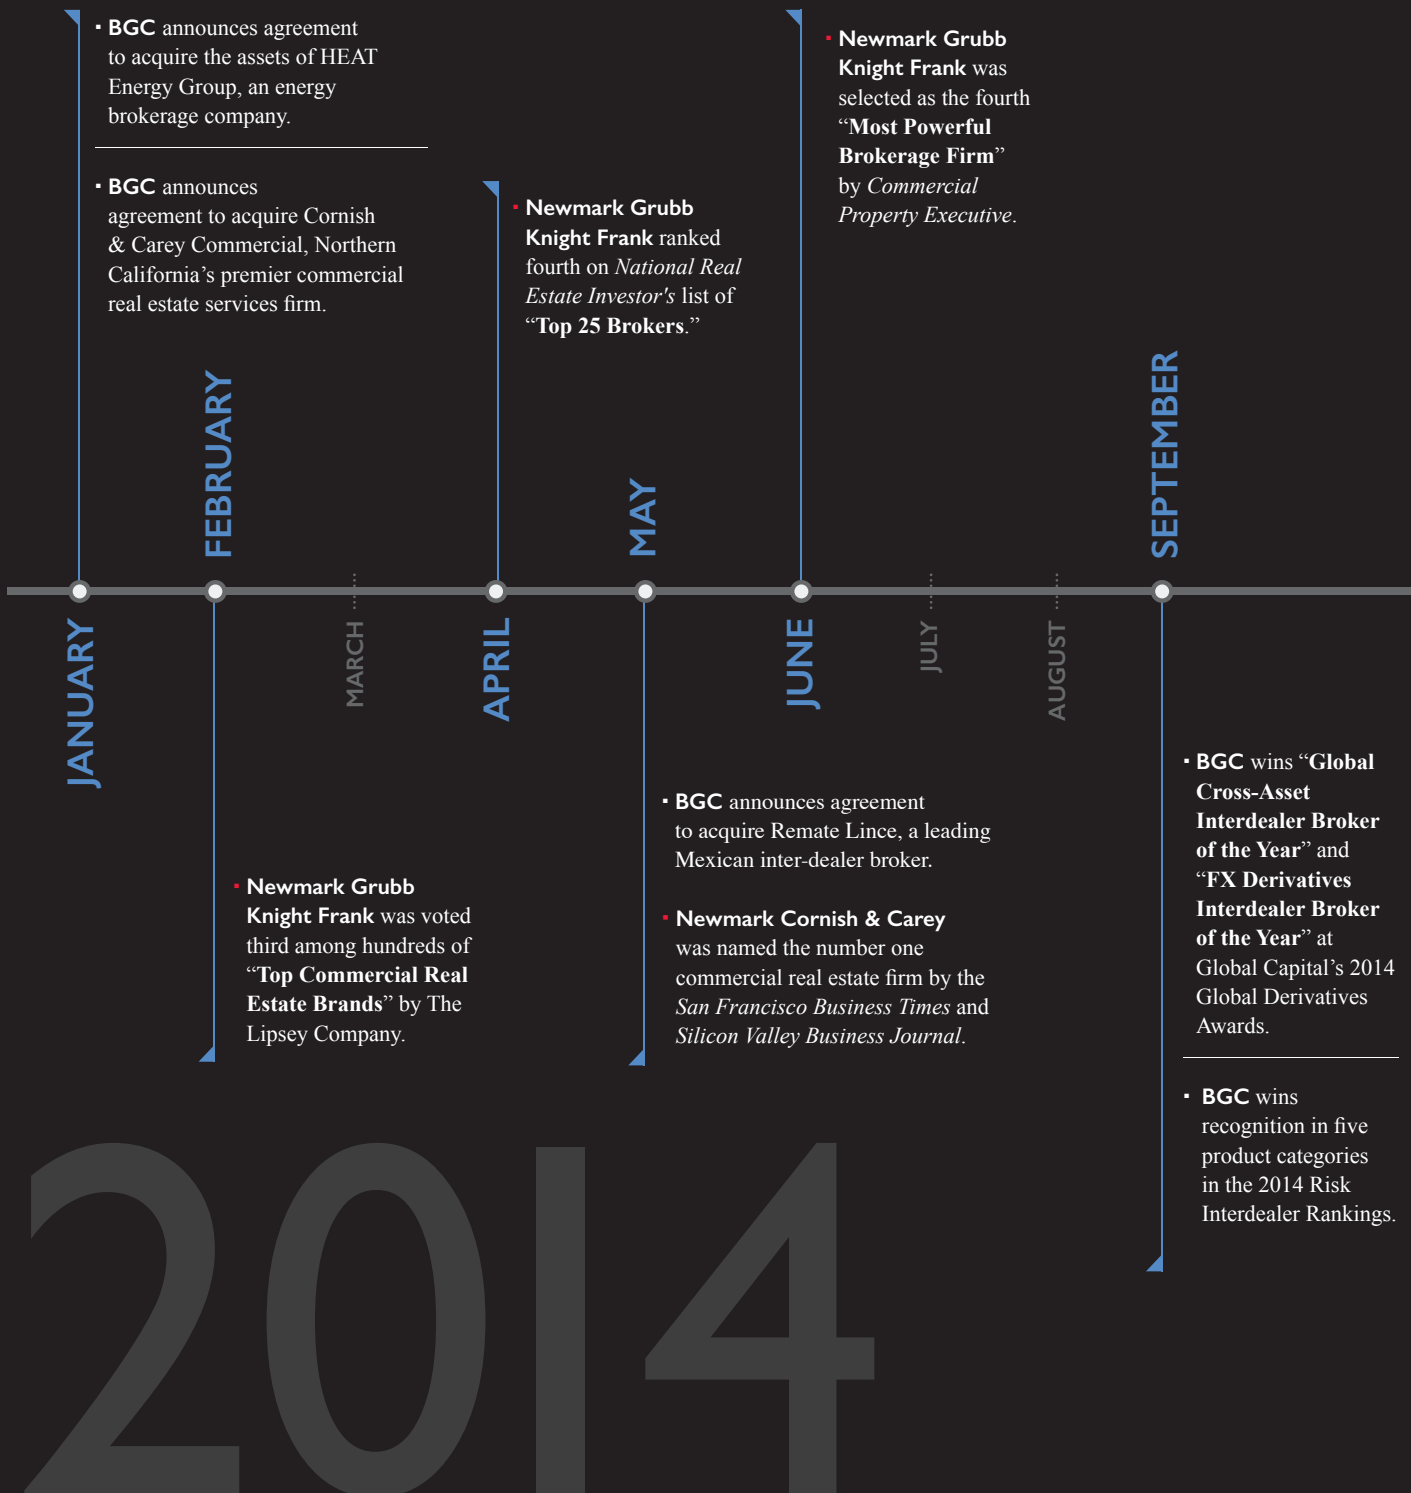 ▪ BGC announces agreement
to acquire the assets of HEAT
Energy Group, an energy
brokerage company.
▪ BGC announces
agreement to acquire Cornish
& Carey Commercial, Northern
California’s premier commercial
real estate services firm.
▪ Newmark Grubb
Knight Frank ranked
fourth on National Real
Estate Investor's list of
“Top 25 Brokers.”
▪ Newmark Grubb
Knight Frank was
selected as the fourth
“Most Powerful
Brokerage Firm”
by Commercial
Property Executive.
JANUARY
FEBRUARY
MARCH
APRIL
MAY
JUNE
JULY
AUGUST
SEPTEMBER
▪ Newmark Grubb
Knight Frank was voted
third among hundreds of
“Top Commercial Real
Estate Brands” by The
Lipsey Company.
▪ BGC announces agreement
to acquire Remate Lince, a leading
Mexican inter-dealer broker.
▪ Newmark Cornish & Carey
was named the number one
commercial real estate firm by the
San Francisco Business Times and
Silicon Valley Business Journal.
▪ BGC wins “Global
Cross-Asset
Interdealer Broker
of the Year” and
“FX Derivatives
Interdealer Broker
of the Year” at
Global Capital’s 2014
Global Derivatives
Awards.
▪ BGC wins
recognition in five
product categories
in the 2014 Risk
Interdealer Rankings.
2014